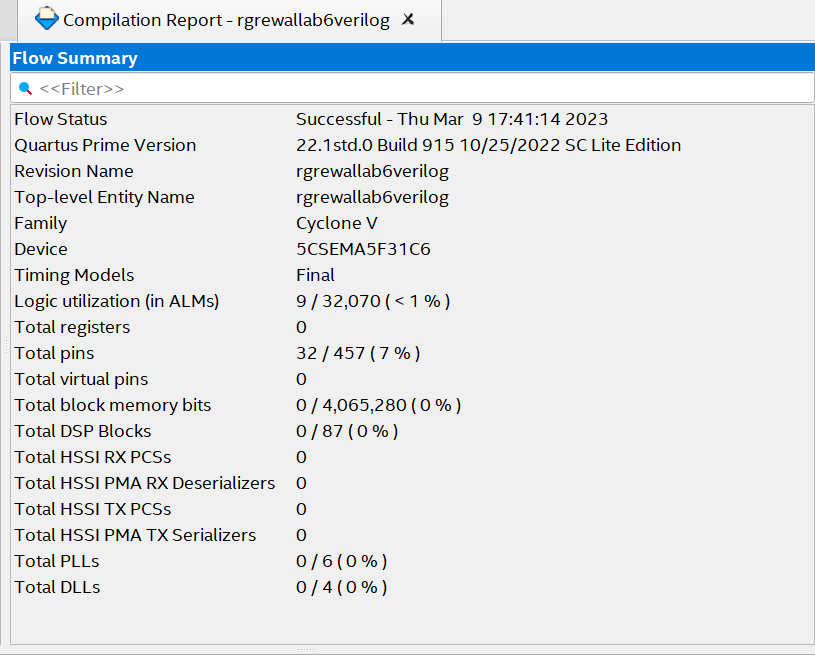 Compilation Report - rgrewallab6verilog
Flow Summary
<<Filter>>
Flow Status Successful - Thu Mar  9 17:41:14 2023
Quartus Prime Version 22.1std.0 Build 915 10/25/2022 SC Lite Edition
Revision Name rgrewallab6verilog
Top-level Entity Name rgrewallab6verilog
Family Cyclone V
Device 5CSEMA5F31C6
Timing Models Final
Logic utilization (in ALMs) 9 / 32,070 ( < 1 % )
Total registers 0
Total pins 32 / 457 ( 7 % )
Total virtual pins 0
Total block memory bits 0 / 4,065,280 ( 0 % )
Total DSP Blocks 0 / 87 ( 0 % )
Total HSSI RX PCSs 0
Total HSSI PMA RX Deserializers 0
Total HSSI TX PCSs 0
Total HSSI PMA TX Serializers 0
Total PLLs 0 / 6 ( 0 % )
Total DLLs 0 / 4 ( 0 % )